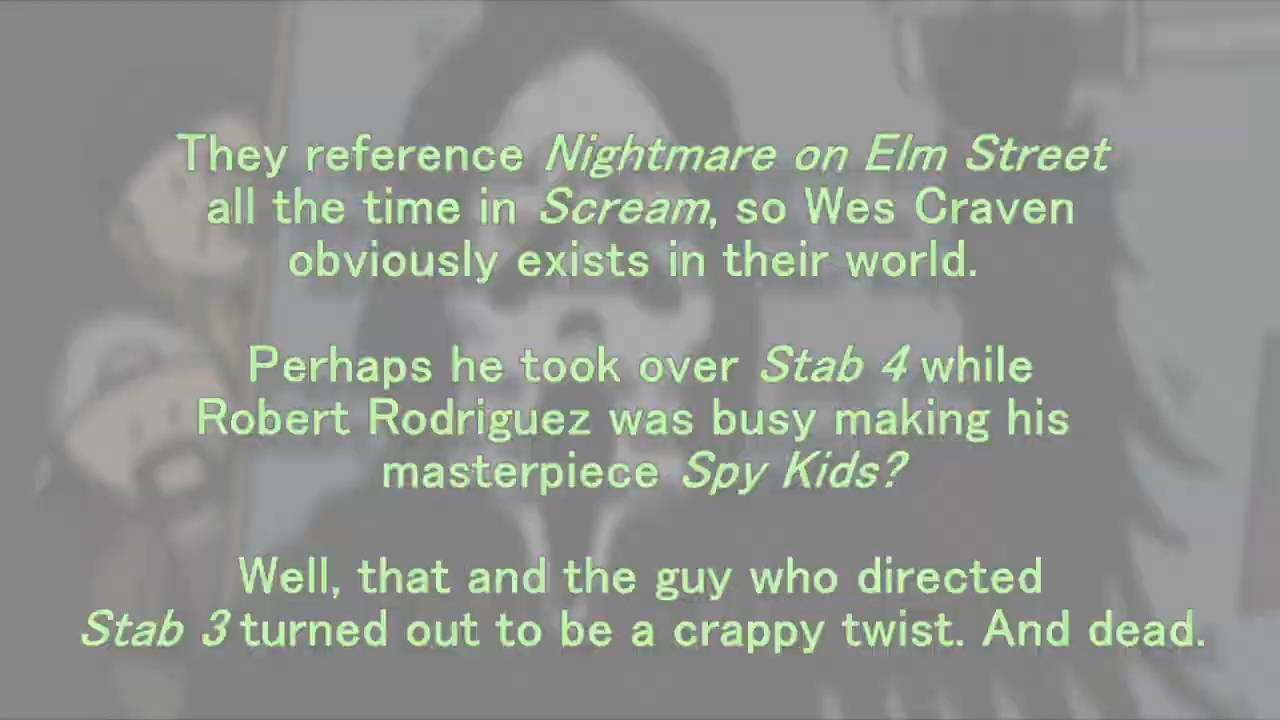 They reference Nightmare on Elm Street
all the time in Scream, so Wes Craven
obviously exists in their world.
Perhaps he took over Stab 4 while
Robert Rodriguez was busy making his
masterpiece Spy Kids?
Well, that and the guy who directed
Stab 3 turned out to be a crappy twist. And dead.